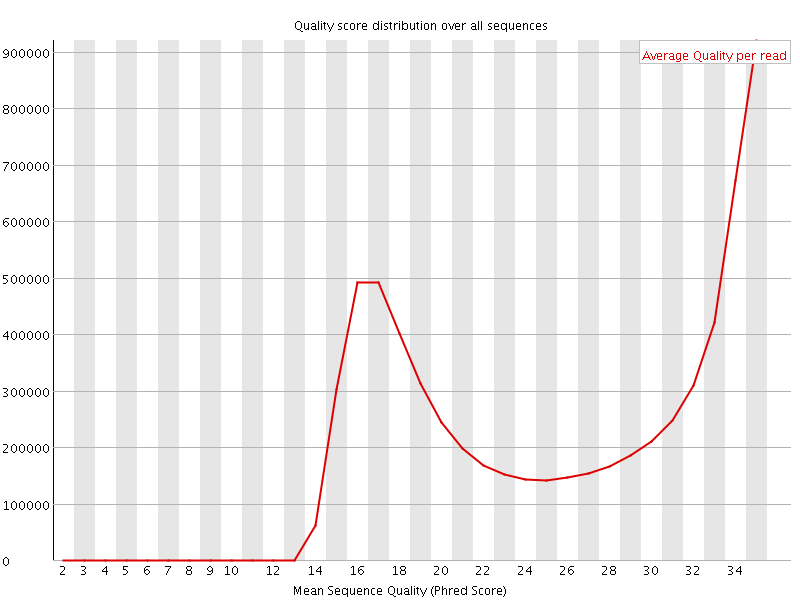 Quality score distribution over all sequences
Average Quality per read
900000
800000
700000
600000
500000
400000
300000
200000
100000
0
2 3 4 5 6 7 8 9 10 12 14 16 18 20 22 24 26 28 30 32 34
Mean Sequence Quality (Phred Score)